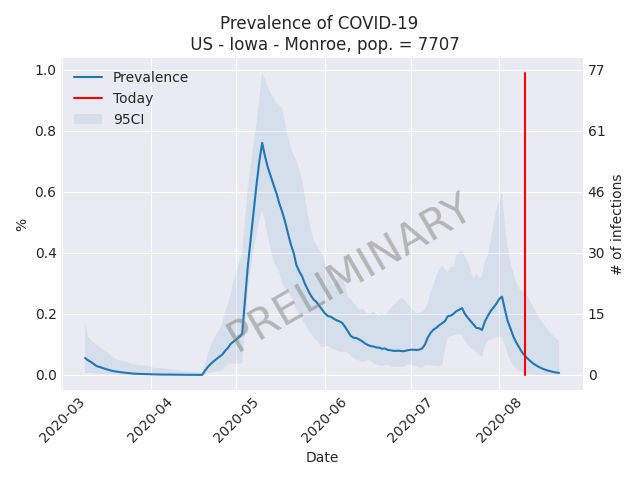 Prevalence of COVID-19
US - Iowa - Monroe, pop. = 7707
Prevalence
Today
95CI
PRELIMINARY
%
1.0
0.8
0.6
0.4
0.2
0.0
77
61
46
30
15
0
# of infections
2020-03
2020-04
2020-05
2020-06
2020-07
2020-08
Date